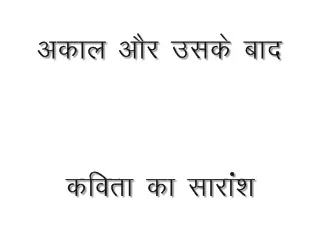 अकाल और उसके बाद
कविता का सारांश